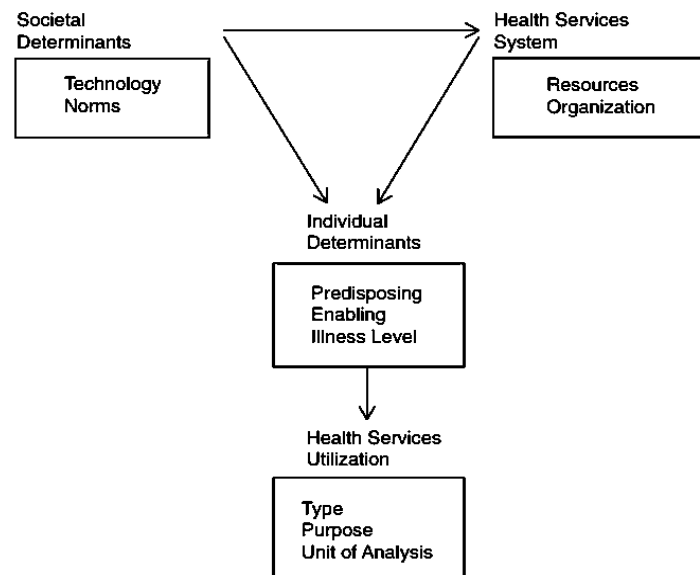 Societal
Determinants
Technology
Norms
Health Services
System
Resources
Organization
Individual
Determinants
Predisposing
Enabling
Illness Level
Health Services
Utilization
Type
Purpose
Unit of Analysis